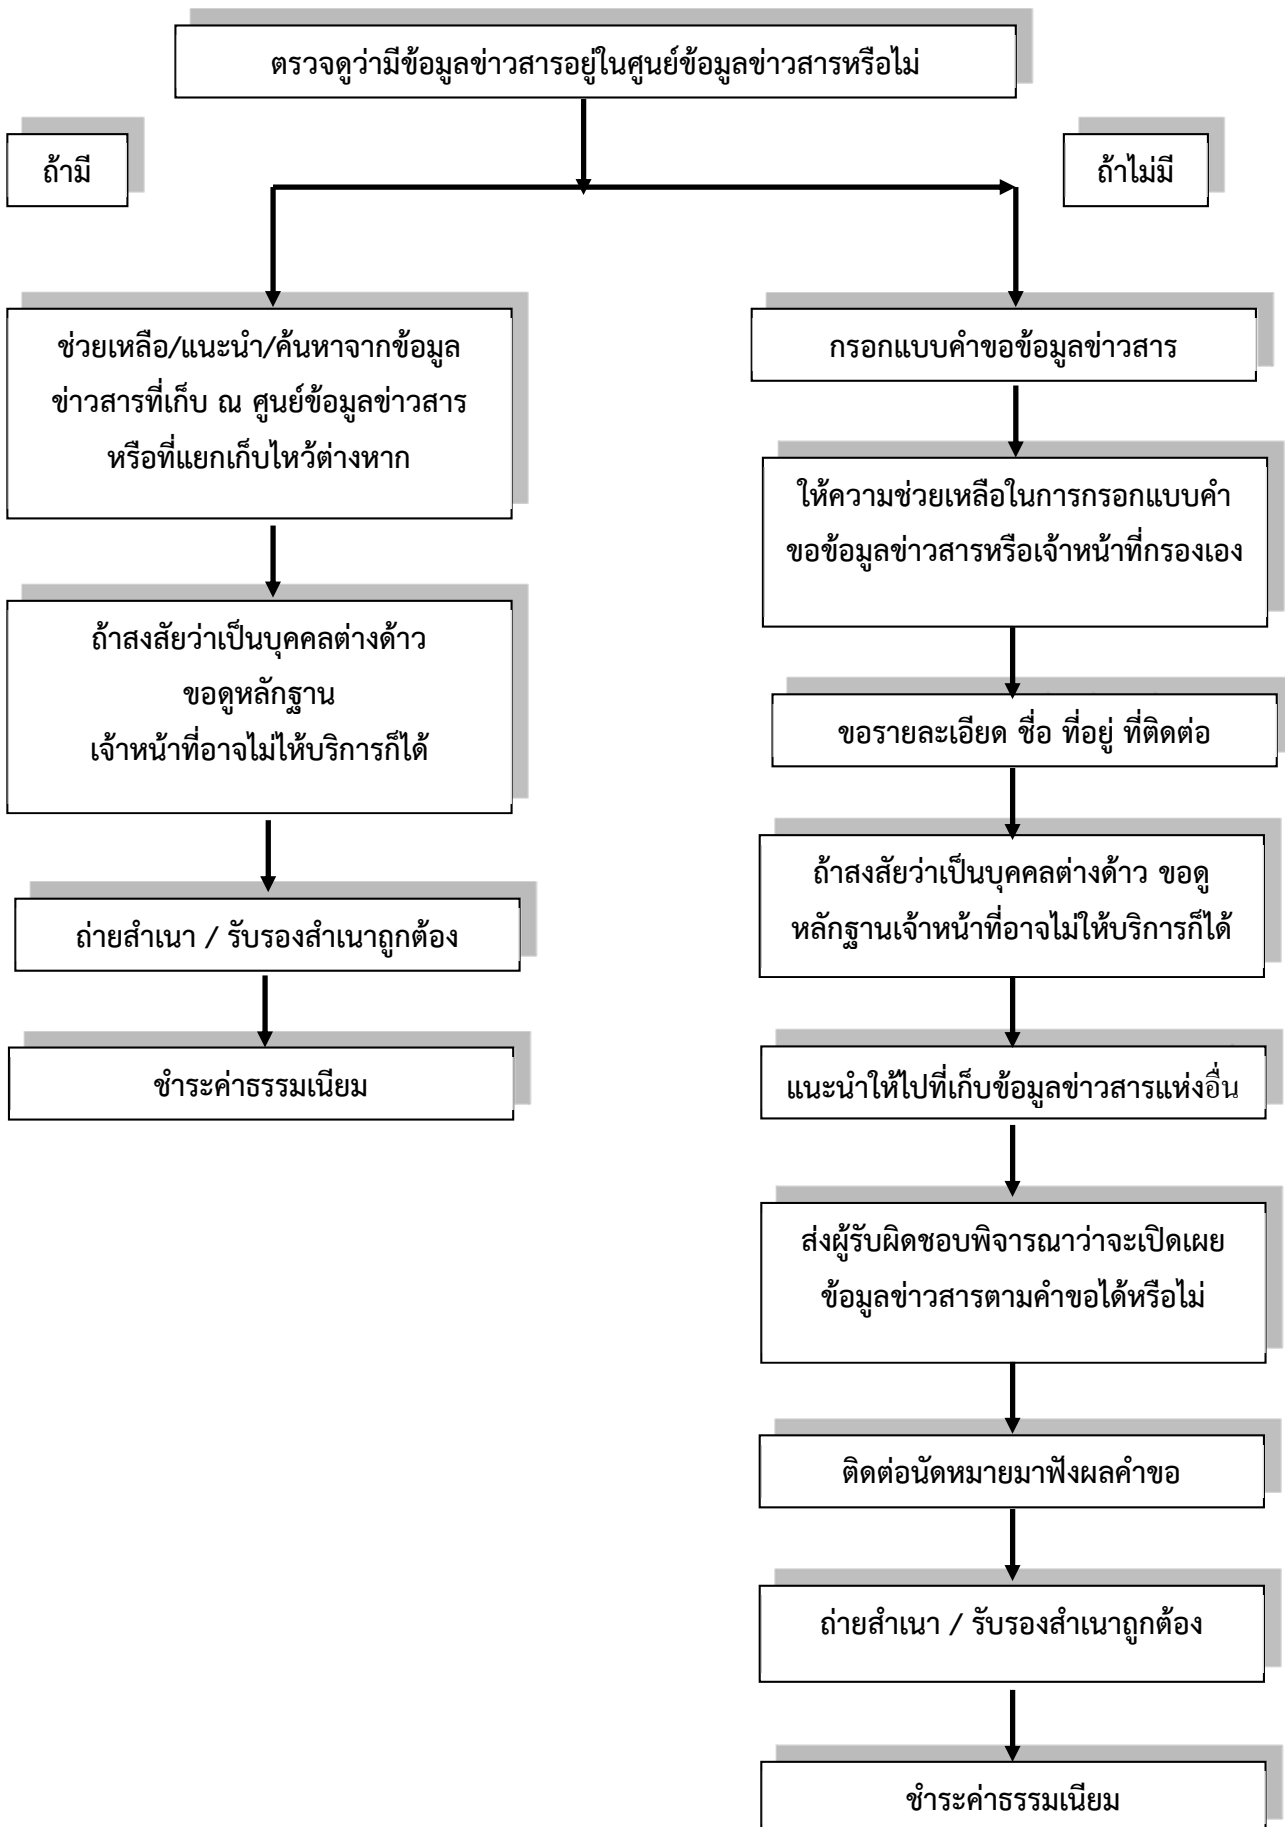 ตรวจดูว่ามีข้อมูลข่าวสารอยู่ในศูนย์ข้อมูลข่าวสารหรือไม่
ถ้ามี
ถ้าไม่มี
ช่วยเหลือ/แนะนำ/ค้นหาจากข้อมูล
ข่าวสารที่เก็บ ณ ศูนย์ข้อมูลข่าวสาร
หรือที่แยกเก็บไหว้ต่างหาก
ถ้าสงสัยว่าเป็นบุคคลต่างด้าว
ขอดูหลักฐาน
เจ้าหน้าที่อาจไม่ให้บริการก็ได้
ถ่ายสำเนา / รับรองสำเนาถูกต้อง
ชำระค่าธรรมเนียม
กรอกแบบคำขอข้อมูลข่าวสาร
ให้ความช่วยเหลือในการกรอกแบบคำ
ขอข้อมูลข่าวสารหรือเจ้าหน้าที่กรองเอง
ขอรายละเอียด ชื่อ ที่อยู่ ที่ติดต่อ
ถ้าสงสัยว่าเป็นบุคคลต่างด้าว ขอดู
หลักฐานเจ้าหน้าที่อาจไม่ให้บริการก็ได้
แนะนำให้ไปที่เก็บข้อมูลข่าวสารแห่งอื่น
ส่งผู้รับผิดชอบพิจารณาว่าจะเปิดเผย
ข้อมูลข่าวสารตามคำขอได้หรือไม่
ติดต่อนัดหมายมาฟังผลคำขอ
ถ่ายสำเนา / รับรองสำเนาถูกต้อง
ชำระค่าธรรมเนียม